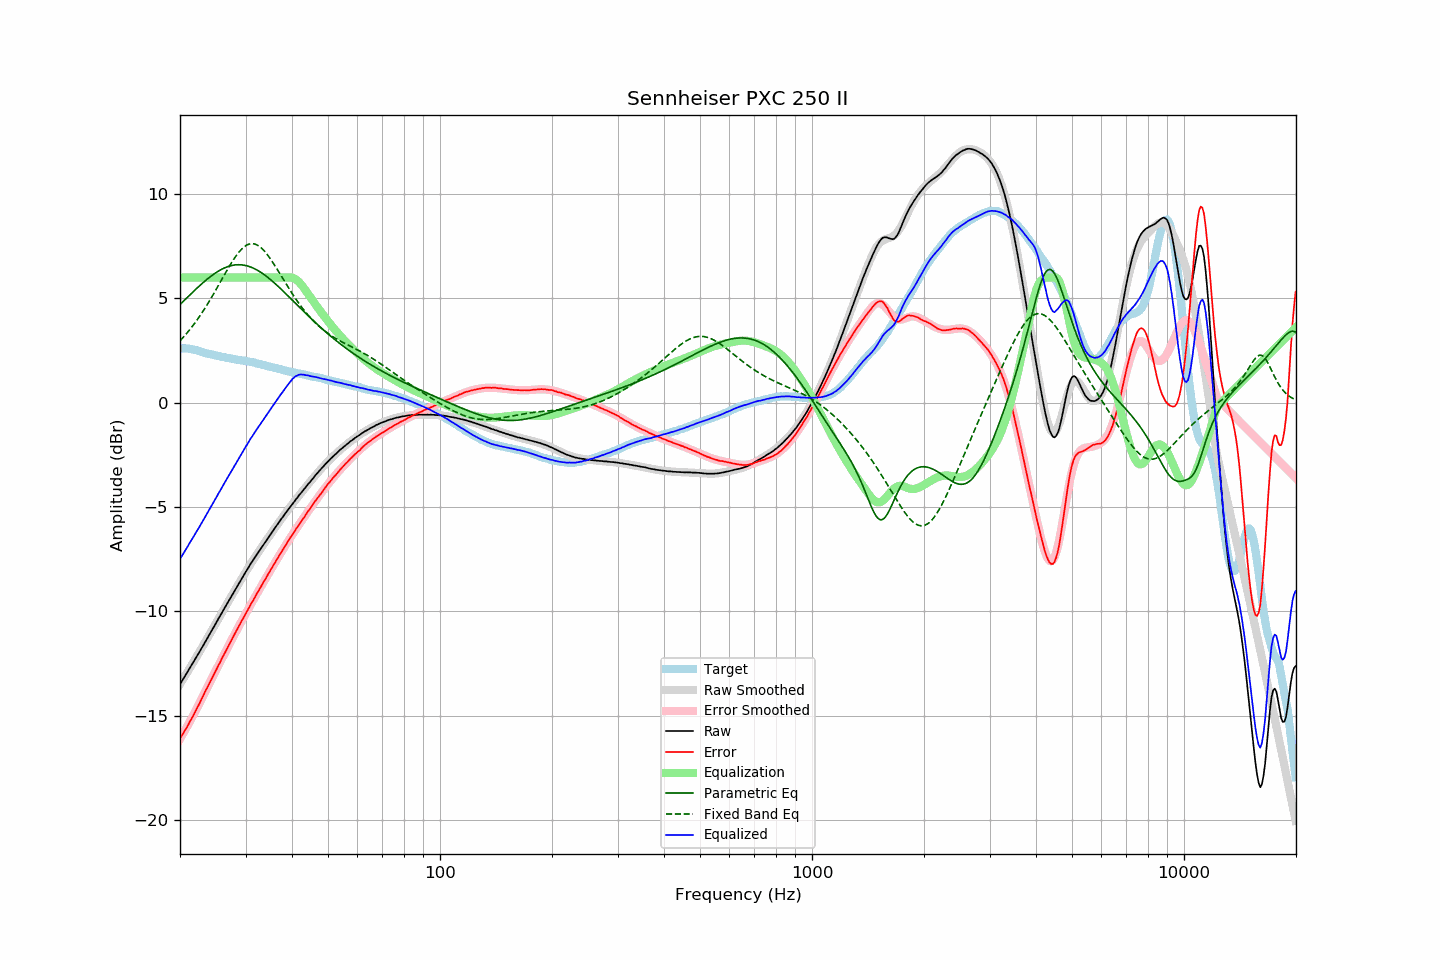 Sennheiser PXC 250 II
Amplitude (dBr)
10
5
0
−5
−10
−15
−20
Target
Raw Smoothed
Error Smoothed
Raw
Error
Equalization
Parametric Eq
Fixed Band Eq
Equalized
100
1000
10000
Frequency (Hz)